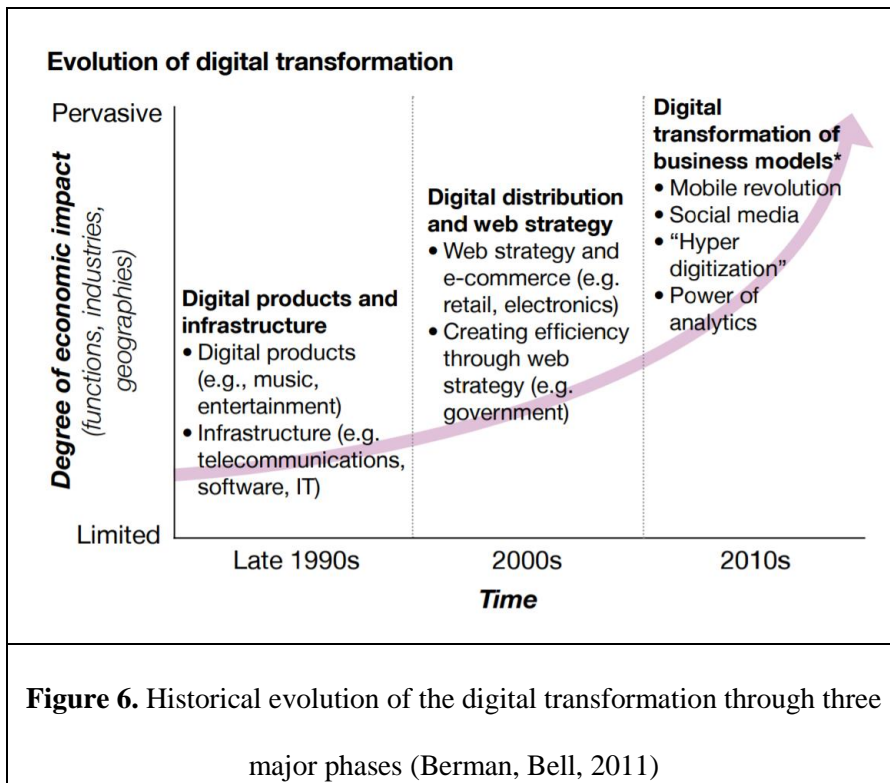 Evolution of digital transformation
Pervasive
Degree of economic impact
(functions, industries,
geographies)
Limited
Digital products and
infrastructure
• Digital products
(e.g., music,
entertainment)
• Infrastructure (e.g.
telecommunications,
software, IT)
Digital distribution
and web strategy
• Web strategy and
e-commerce (e.g.
retail, electronics)
• Creating efficiency
through web
strategy (e.g.
government)
Digital
transformation of
business models*
• Mobile revolution
• Social media
• “Hyper
digitization”
• Power of
analytics
Late 1990s
2000s
2010s
Time
Figure 6. Historical evolution of the digital transformation through three
major phases (Berman, Bell, 2011)